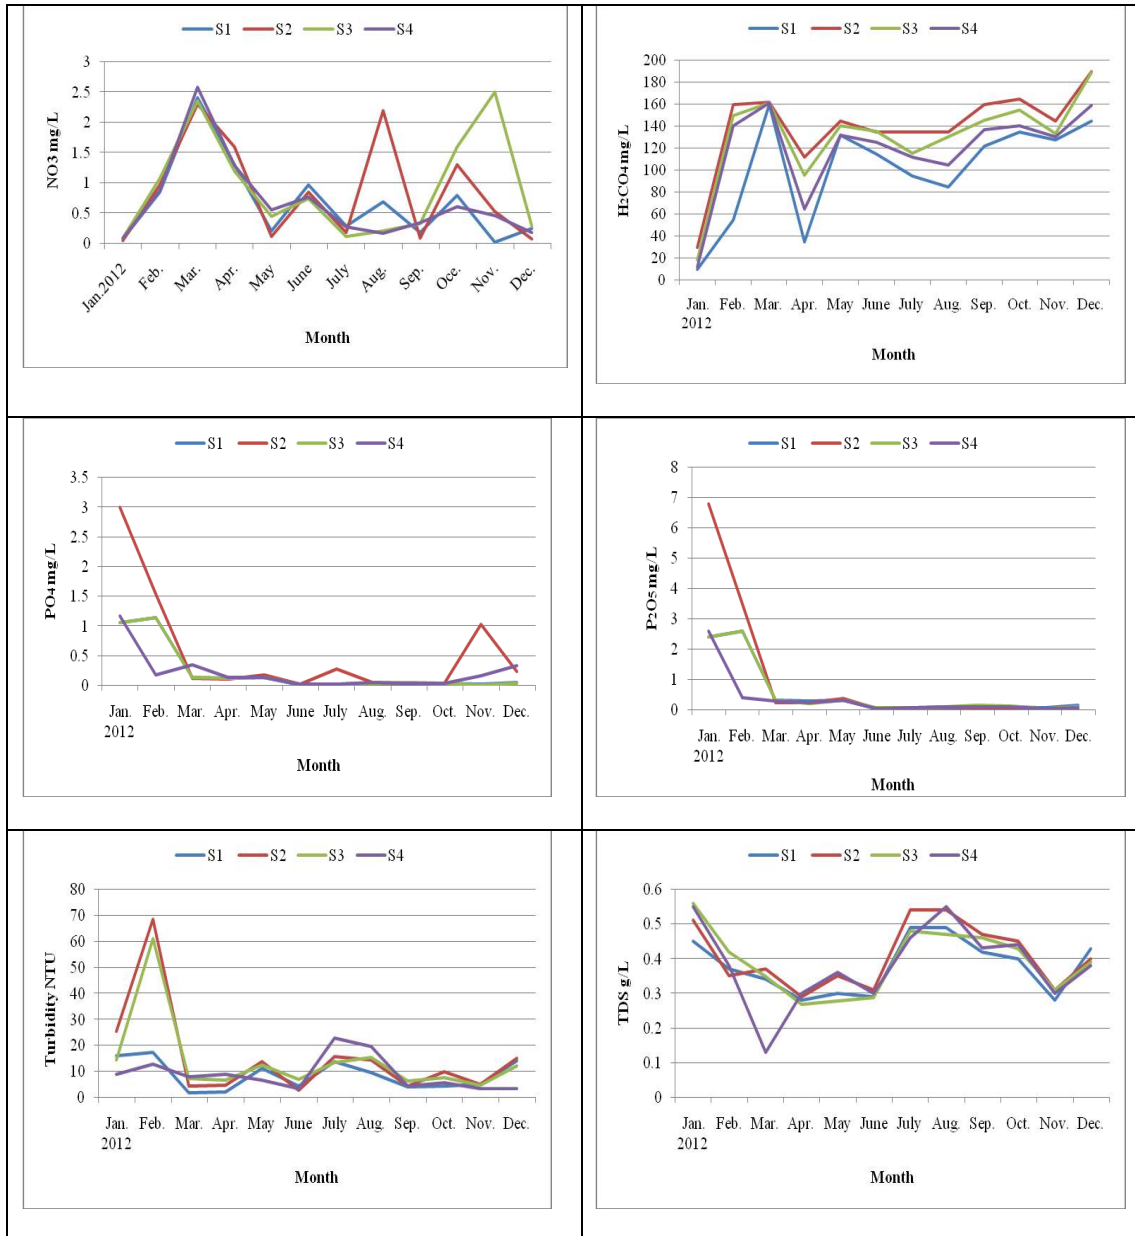 S1 S2 S3 S4
3
2.5
2
1.5
1
0.5
0
NO3 mg/L
Jan.2012 Feb. Mar. Apr. May June July Aug. Sep. Oce. Nov. Dec.
Month
S1 S2 S3 S4
200
180
160
140
120
100
80
60
40
20
0
H₂CO₄ mg/L
Jan. Feb. Mar. Apr. May June July Aug. Sep. Oct. Nov. Dec.
2012
Month
S1 S2 S3 S4
3.5
3
2.5
2
1.5
1
0.5
0
PO₄ mg/L
Jan. Feb. Mar. Apr. May June July Aug. Sep. Oct. Nov. Dec.
2012
Month
S1 S2 S3 S4
8
7
6
5
4
3
2
1
0
P₂O₅ mg/L
Jan. Feb. Mar. Apr. May June July Aug. Sep. Oct. Nov. Dec.
2012
Month
S1 S2 S3 S4
80
70
60
50
40
30
20
10
0
Turbidity NTU
Jan. Feb. Mar. Apr. May June July Aug. Sep. Oct. Nov. Dec.
2012
Month
S1 S2 S3 S4
0.6
0.5
0.4
0.3
0.2
0.1
0
TDS g/L
Jan. Feb. Mar. Apr. May June July Aug. Sep. Oct. Nov. Dec.
2012
Month